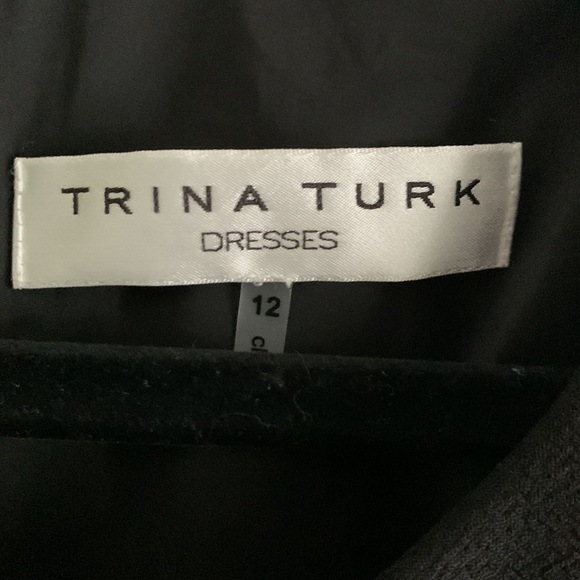 TRINA TURK
DRESSES
12